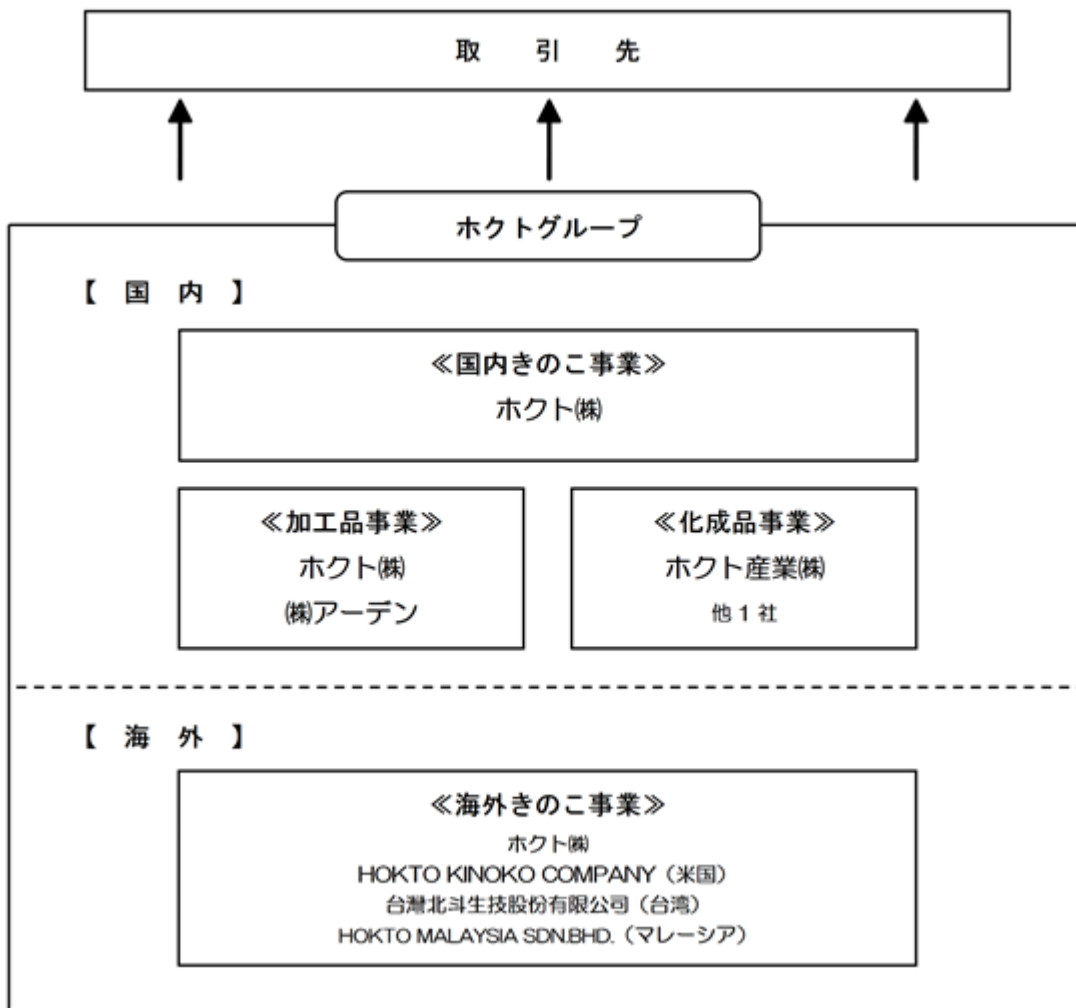 取 引 先
ホクトグループ
【 国 内 】
≪国内きのこ事業≫
ホクト㈱
≪加工品事業≫
ホクト㈱
㈱アーデン
≪化成品事業≫
ホクト産業㈱
他１社
【 海 外 】
≪海外きのこ事業≫
ホクト㈱
HOKTO KINOKO COMPANY（米国）
台灣北斗生技股份有限公司（台湾）
HOKTO MALAYSIA SDN.BHD.（マレーシア）